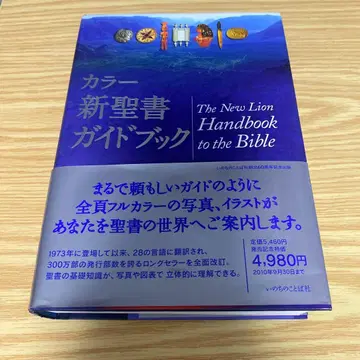 カラー
新聖書
ガイドブック
The New Lion
Handbook
to the Bible
まるで頼もしいガイドのように
全頁フルカラーの写真、イラストが
あなたを聖書の世界へご案内します。
1973年に登場して以来、28の言語に翻訳され、
300万部の発行部数を誇るロングセラーを全面改訂。
聖書の基礎知識が、写真や図表で立体的に理解できる。
定価5,460円
発売記念特価
4,980円
2010年9月30日まで
いのちのことば社